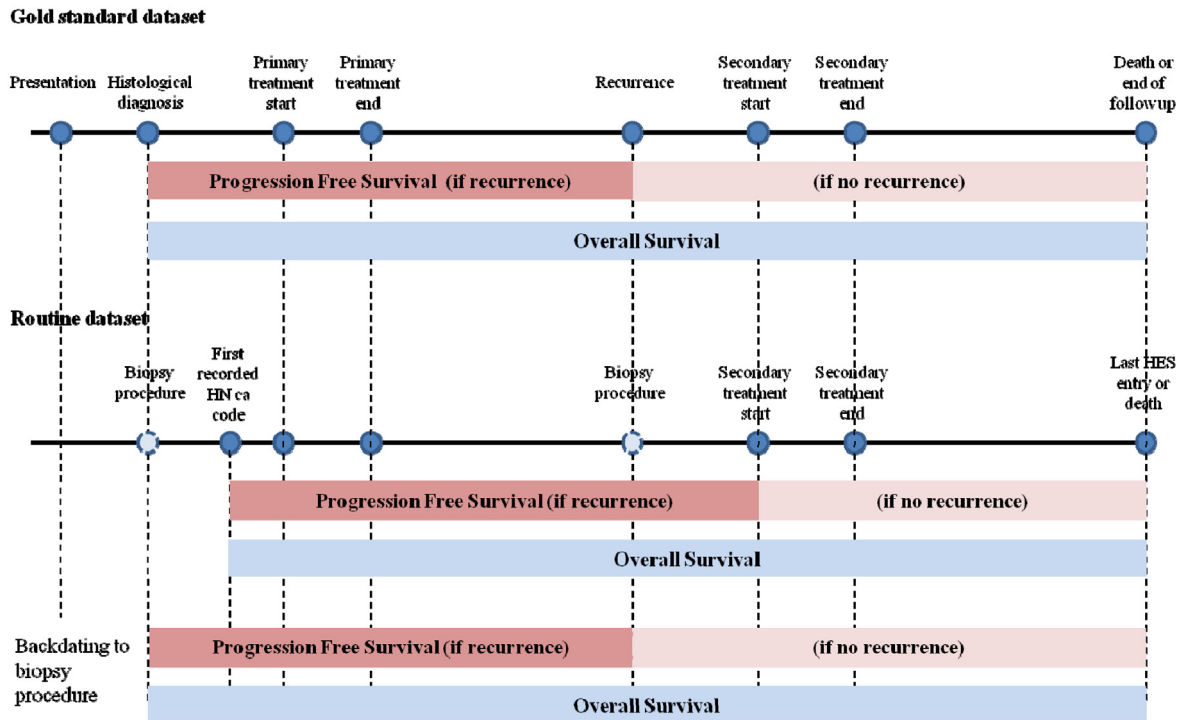 Gold standard dataset
Presentation
Histological
diagnosis
Primary
treatment
start
Primary
treatment
end
Recurrence
Secondary
treatment
start
Secondary
treatment
end
Death or
end of
follow up
Progression Free Survival (if recurrence)
(if no recurrence)
Overall Survival
Routine dataset
Biopsy
procedure
First
recorded
HN ca
code
Biopsy
procedure
Secondary
treatment
start
Secondary
treatment
end
Last HES
entry or
death
Progression Free Survival (if recurrence)
(if no recurrence)
Overall Survival
Backdating to
biopsy
procedure
Progression Free Survival (if recurrence)
(if no recurrence)
Overall Survival